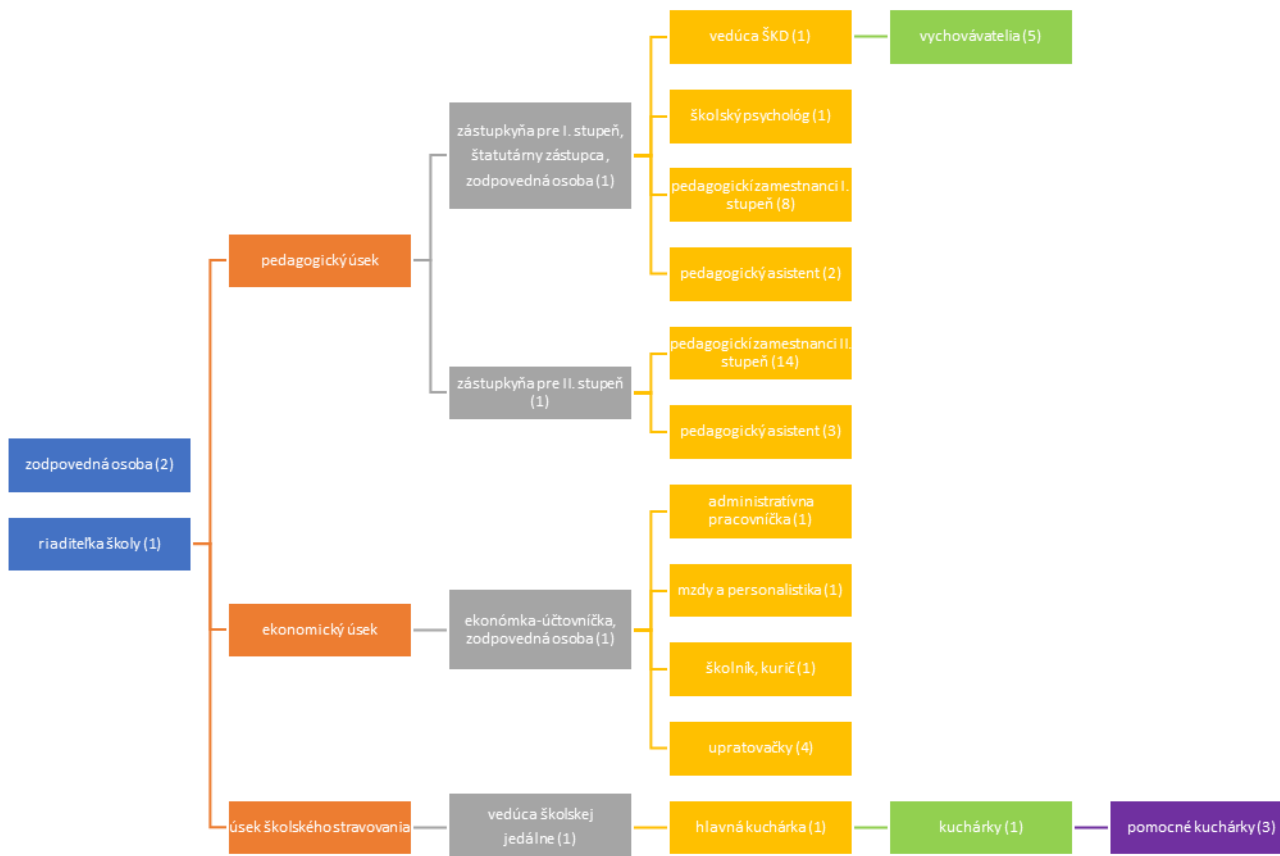 vedúca ŠKD (1)
vychovávatelia (5)
školský psychológ (1)
zástupkyňa pre I. stupeň,
štatutárny zástupca,
zodpovedná osoba (1)
pedagogickí zamestnanci I.
stupeň (8)
pedagogický úsek
pedagogický asistent (2)
pedagogickí zamestnanci II.
stupeň (14)
zástupkyňa pre II. stupeň
(1)
pedagogický asistent (3)
zodpovedná osoba (2)
riaditeľka školy (1)
administratívna
pracovníčka (1)
mzdy a personalistika (1)
ekonomický úsek
ekonómka-účtovníčka,
zodpovedná osoba (1)
školník, kurič (1)
upratovačky (4)
úsek školského stravovania
vedúca školskej
jedálne (1)
hlavná kuchárka (1)
kuchárky (1)
pomocné kuchárky (3)